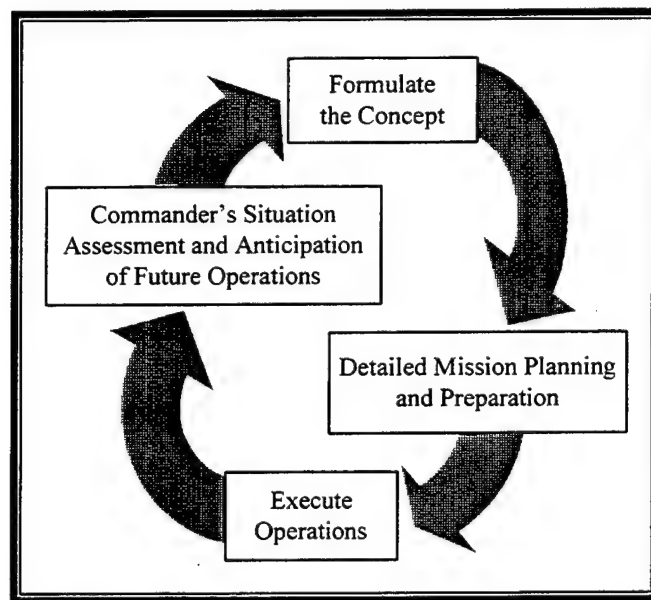 Formulate
the Concept
Commander's Situation
Assessment and Anticipation
of Future Operations
Detailed Mission Planning
and Preparation
Execute
Operations